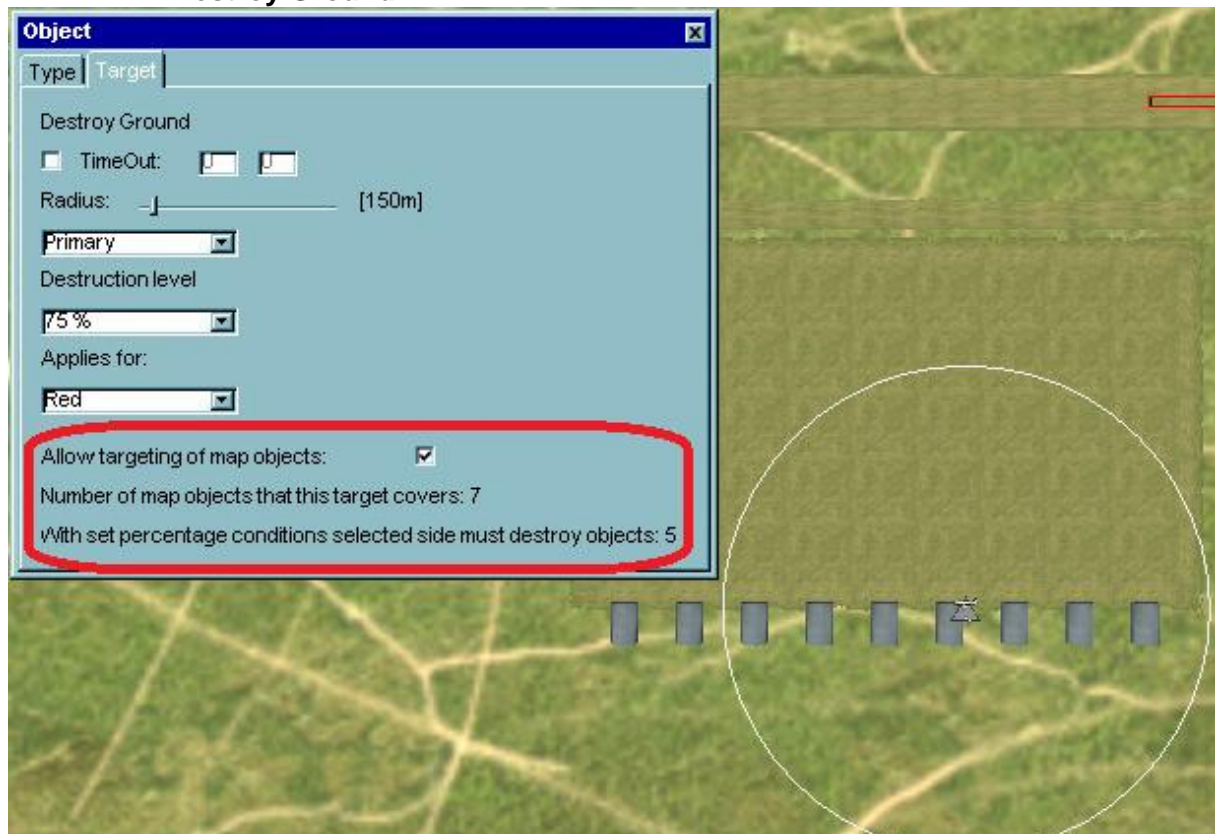 Object
Type Target
Destroy Ground
TimeOut:
Radius: [150m]
Primary
Destruction level
75 %
Applies for:
Red
Allow targeting of map objects:
Number of map objects that this target covers: 7
With set percentage conditions selected side must destroy objects: 5